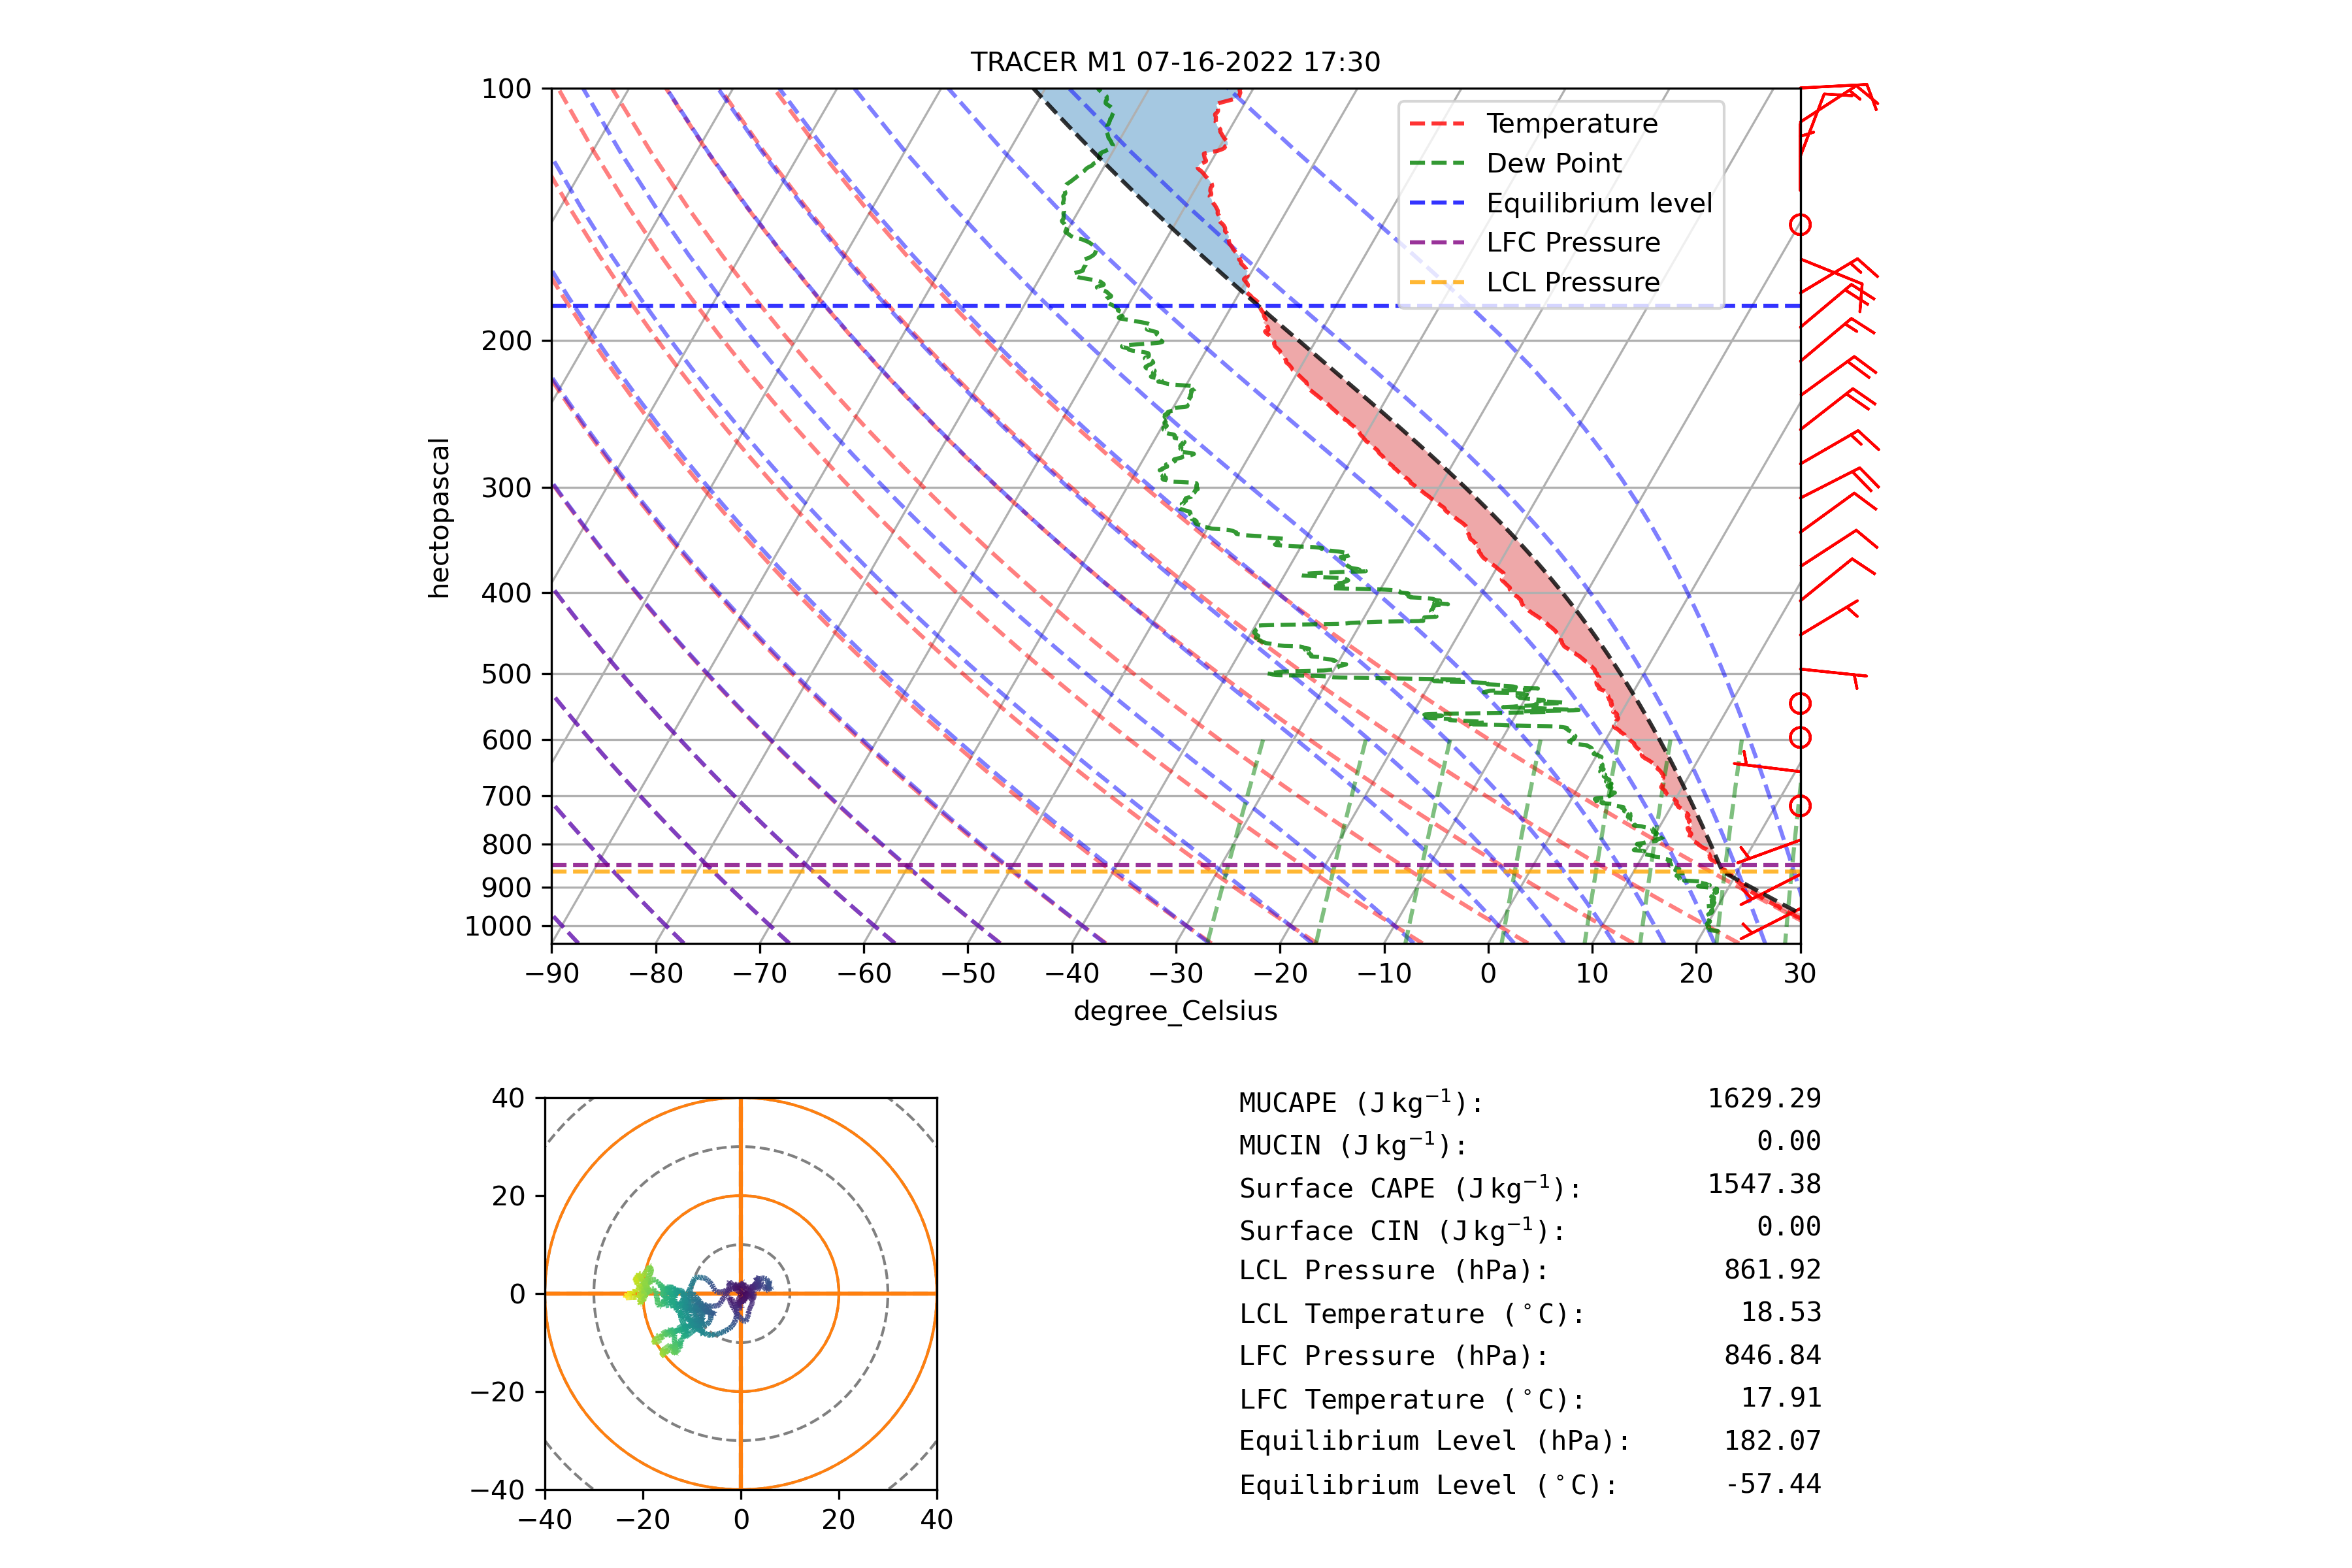 TRACER M1 07-16-2022 17:30
100
200
300
400
500
600
700
800
900
1000
hectopascal
Temperature
Dew Point
Equilibrium level
LFC Pressure
LCL Pressure
−90 −80 −70 −60 −50 −40 −30 −20 −10 0 10 20 30
degree_Celsius
40
20
0
−20
−40
−40 −20 0 20 40
MUCAPE (J kg⁻¹): 1629.29
MUCIN (J kg⁻¹): 0.00
Surface CAPE (J kg⁻¹): 1547.38
Surface CIN (J kg⁻¹): 0.00
LCL Pressure (hPa): 861.92
LCL Temperature (°C): 18.53
LFC Pressure (hPa): 846.84
LFC Temperature (°C): 17.91
Equilibrium Level (hPa): 182.07
Equilibrium Level (°C): -57.44